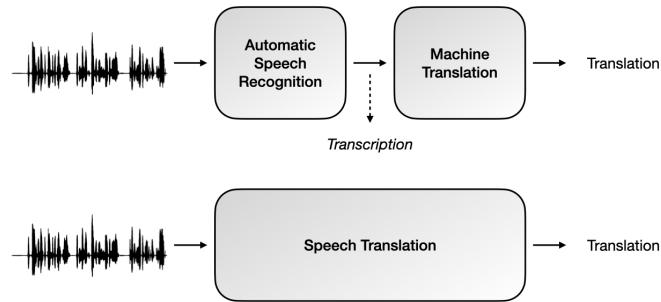 Automatic
Speech
Recognition
Machine
Translation
Translation
Transcription
Speech Translation
Translation